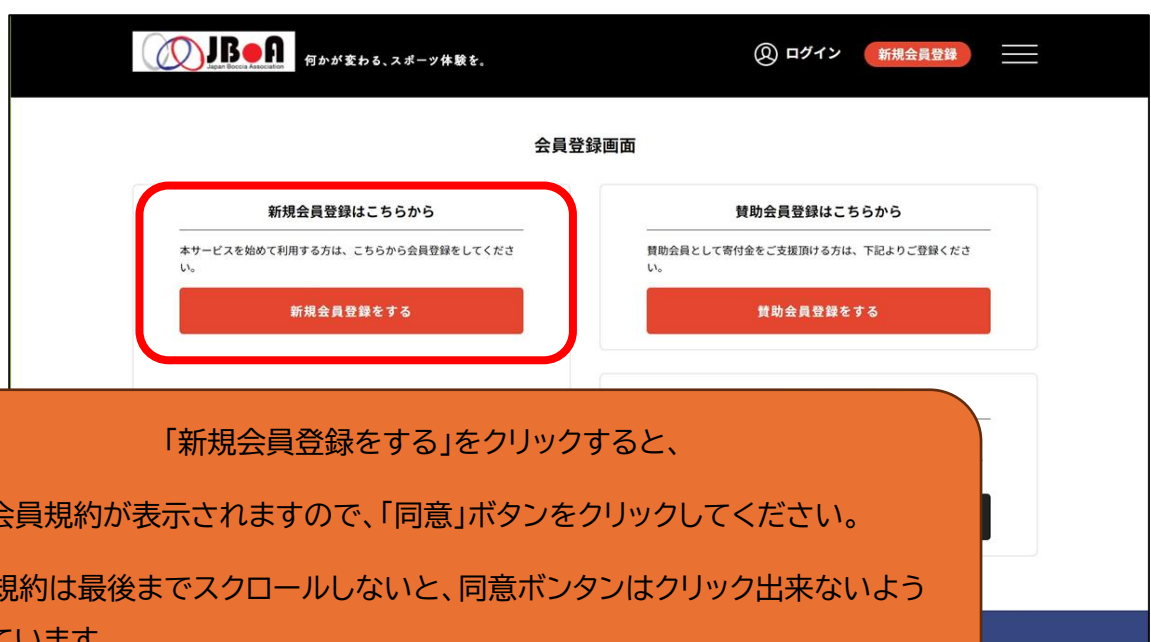 JBOA
Japan Boccia Association
何かが変わる、スポーツ体験を。
ログイン
新規会員登録
会員登録画面
新規会員登録はこちらから
本サービスを始めて利用する方は、こちらから会員登録をしてくださ
い。
新規会員登録をする
賛助会員登録はこちらから
賛助会員として寄付金をご支援頂ける方は、下記よりご登録くださ
い。
賛助会員登録をする
「新規会員登録をする」をクリックすると、
会員規約が表示されますので、「同意」ボタンをクリックしてください。
規約は最後までスクロールしないと、同意ボンタンはクリック出来ないよう
ています。